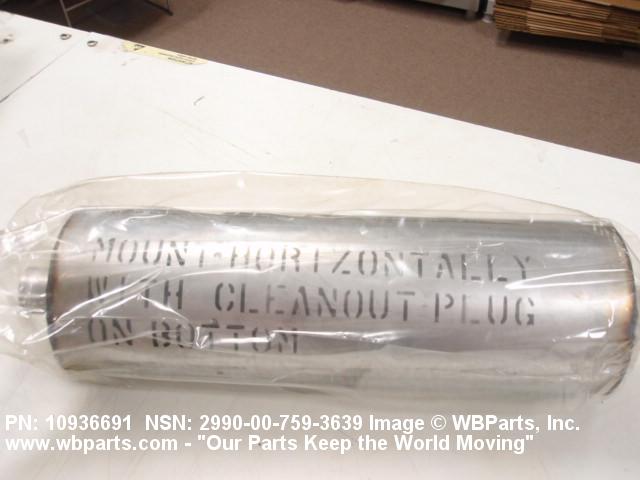 MOUNT-HORIZONTALLY
WITH CLEANOUT-PLUG
ON BOTTOM
PN: 10936691 NSN: 2990-00-759-3639 Image © WBParts, Inc.
www.wbparts.com - "Our Parts Keep the World Moving"